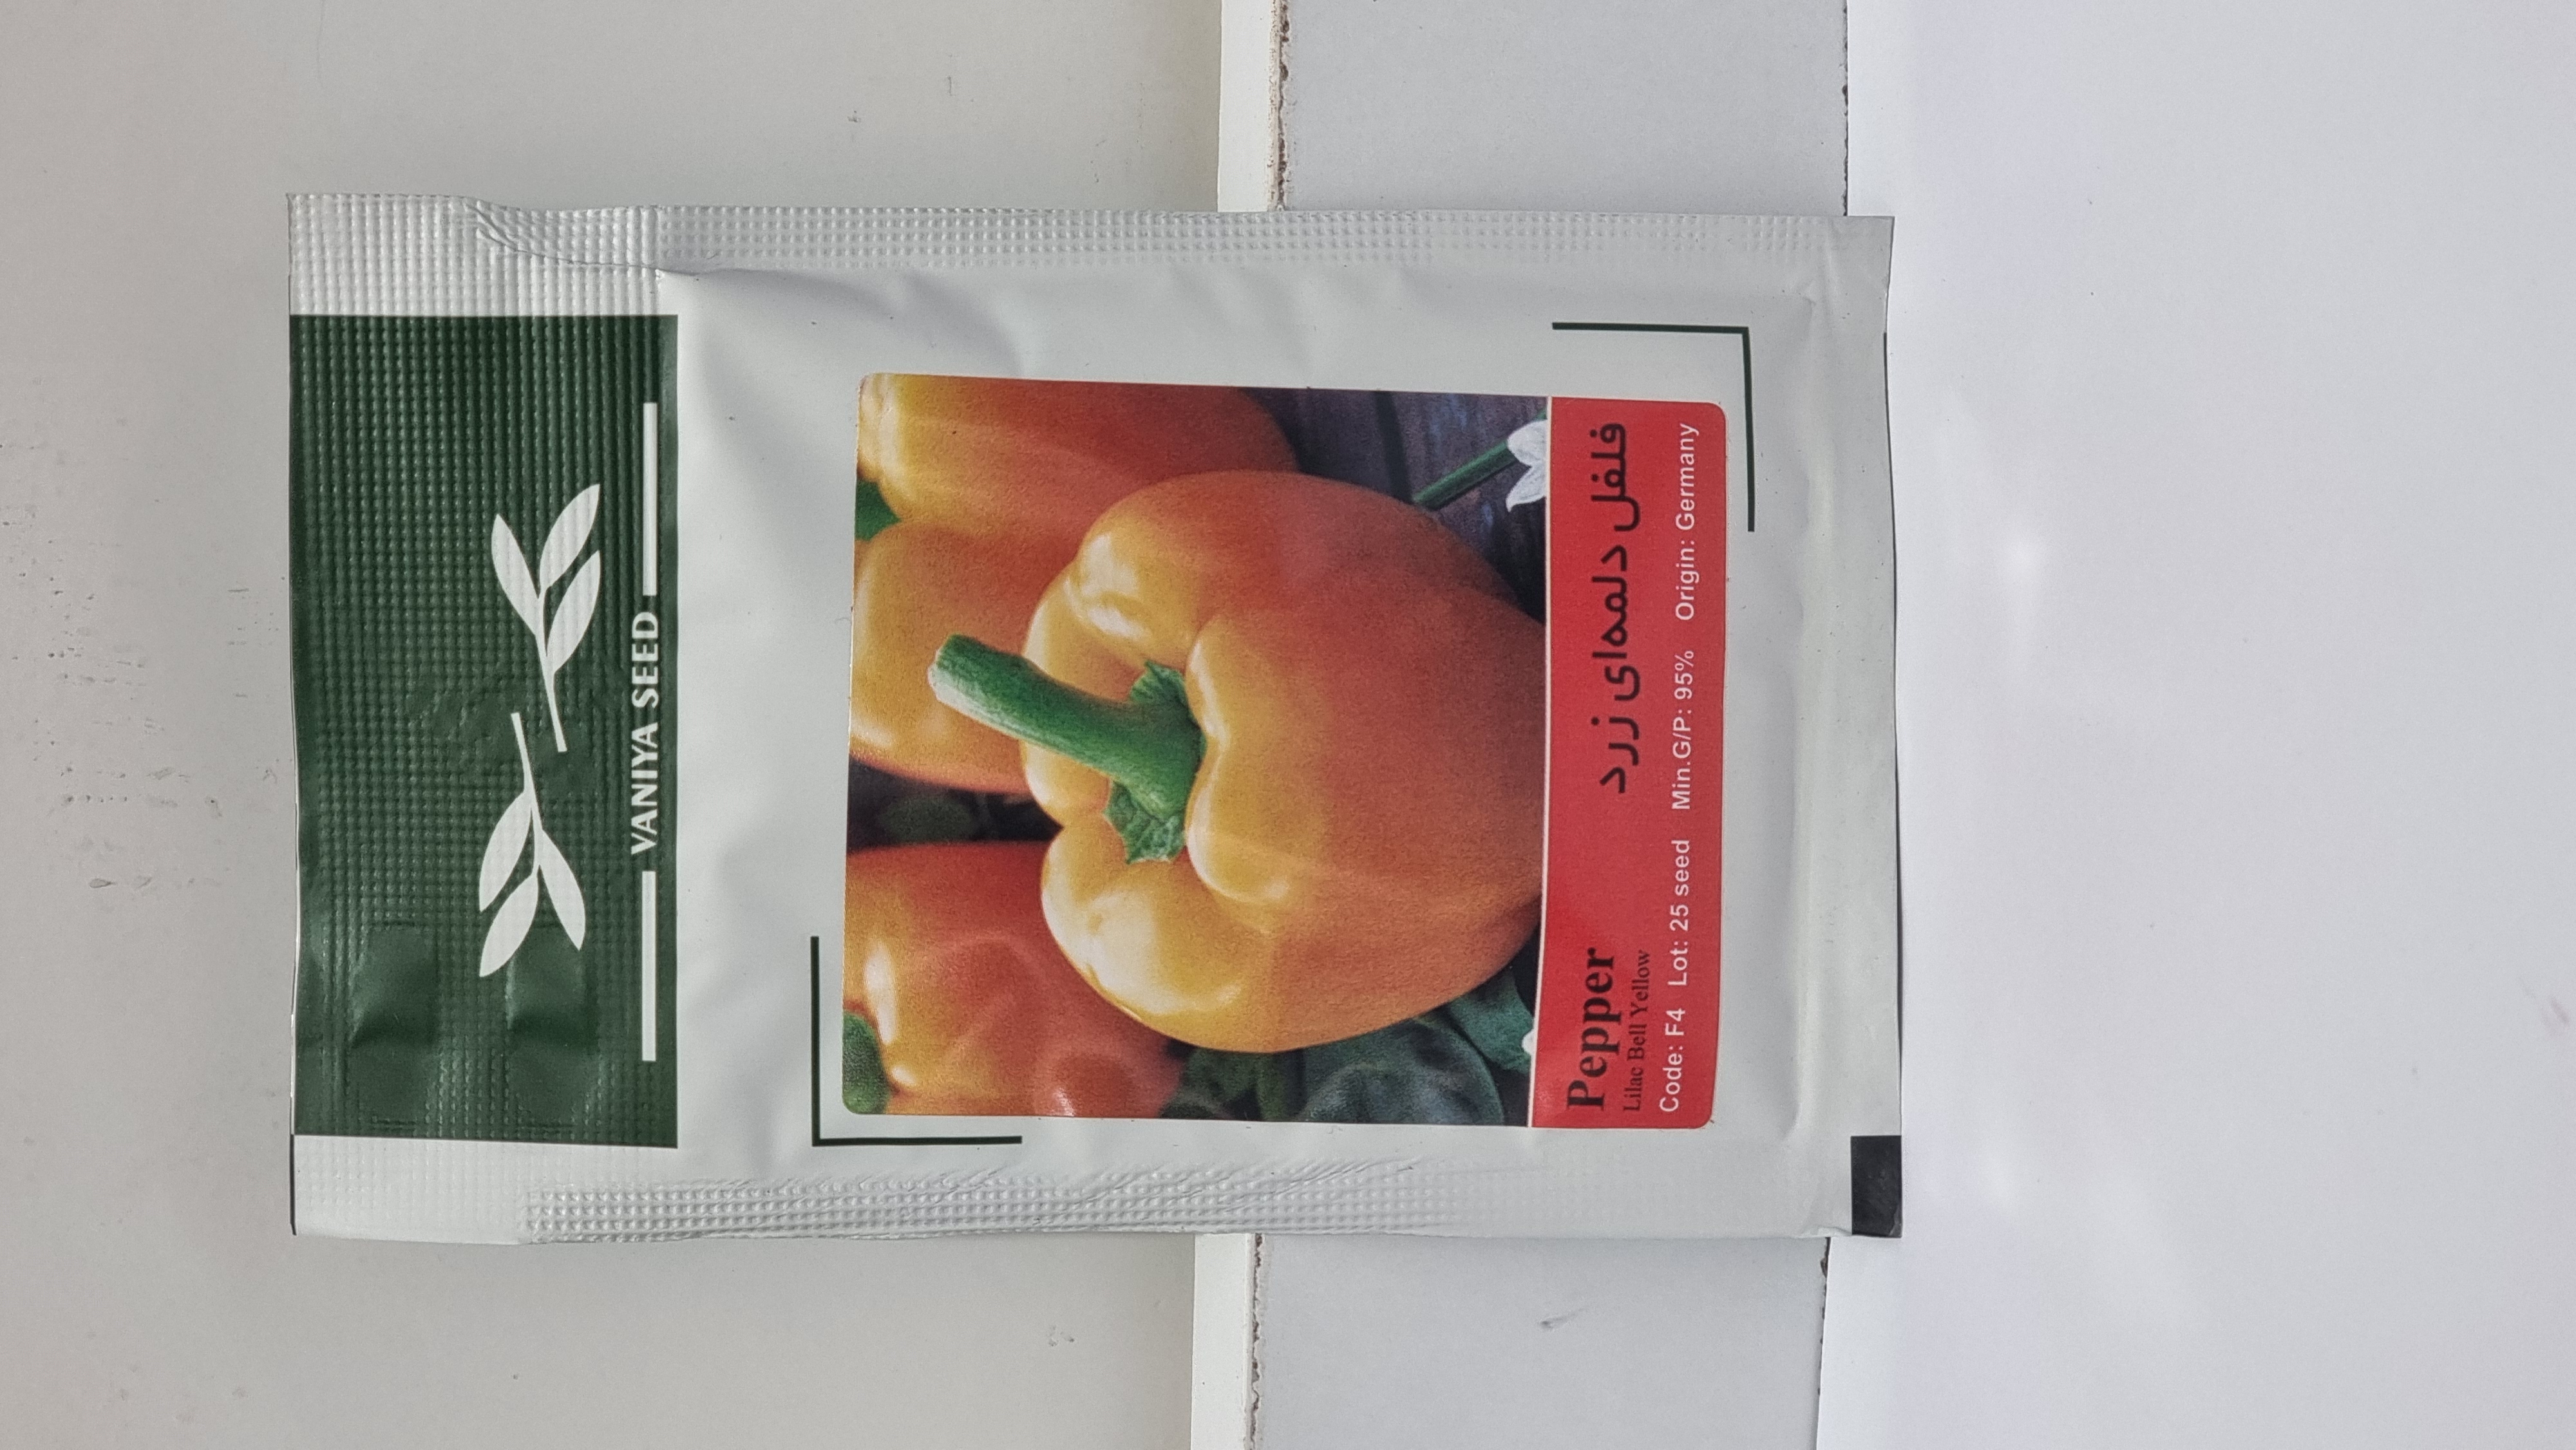 VANIYA SEED
Pepper فلفل دلمه‌ای زرد
Lilac Bell Yellow
Code: F4 Lot: 25 seed Min.G/P: 95% Origin: Germany